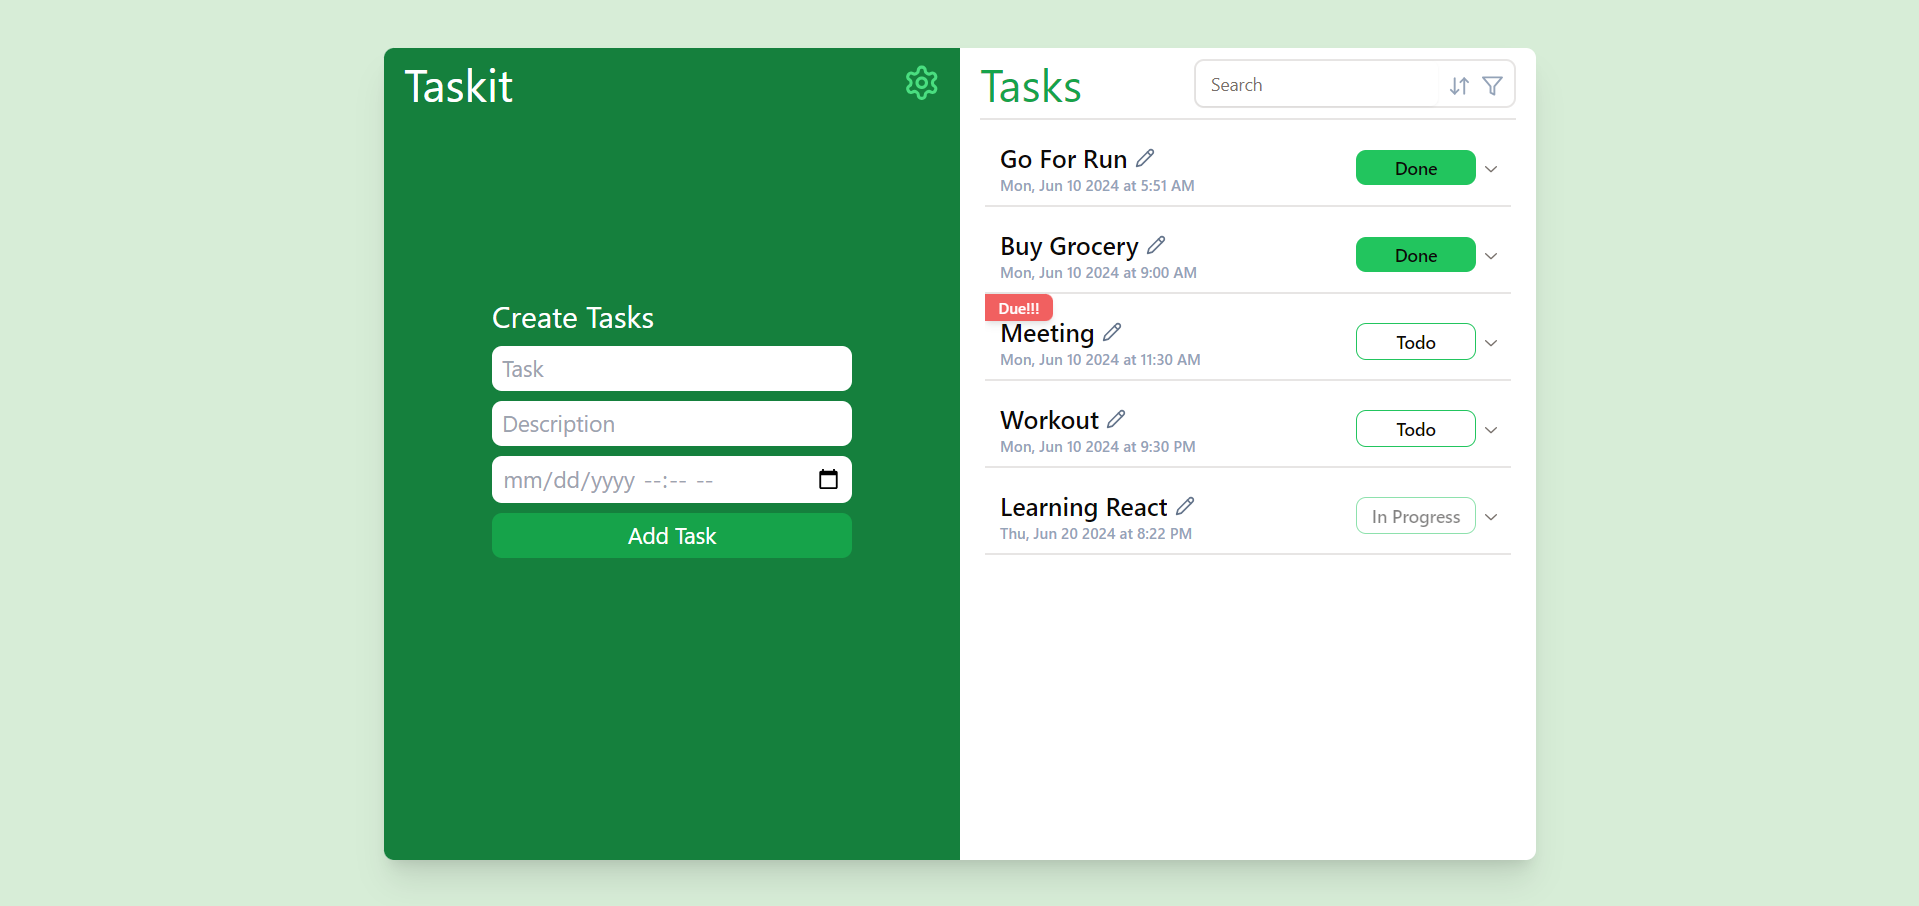 Taskit
Create Tasks
Task
Description
mm/dd/yyyy --:-- --
Add Task
Tasks
Search
Go For Run
Mon, Jun 10 2024 at 5:51 AM
Done
Buy Grocery
Mon, Jun 10 2024 at 9:00 AM
Done
Due!!!
Meeting
Mon, Jun 10 2024 at 11:30 AM
Todo
Workout
Mon, Jun 10 2024 at 9:30 PM
Todo
Learning React
Thu, Jun 20 2024 at 8:22 PM
In Progress